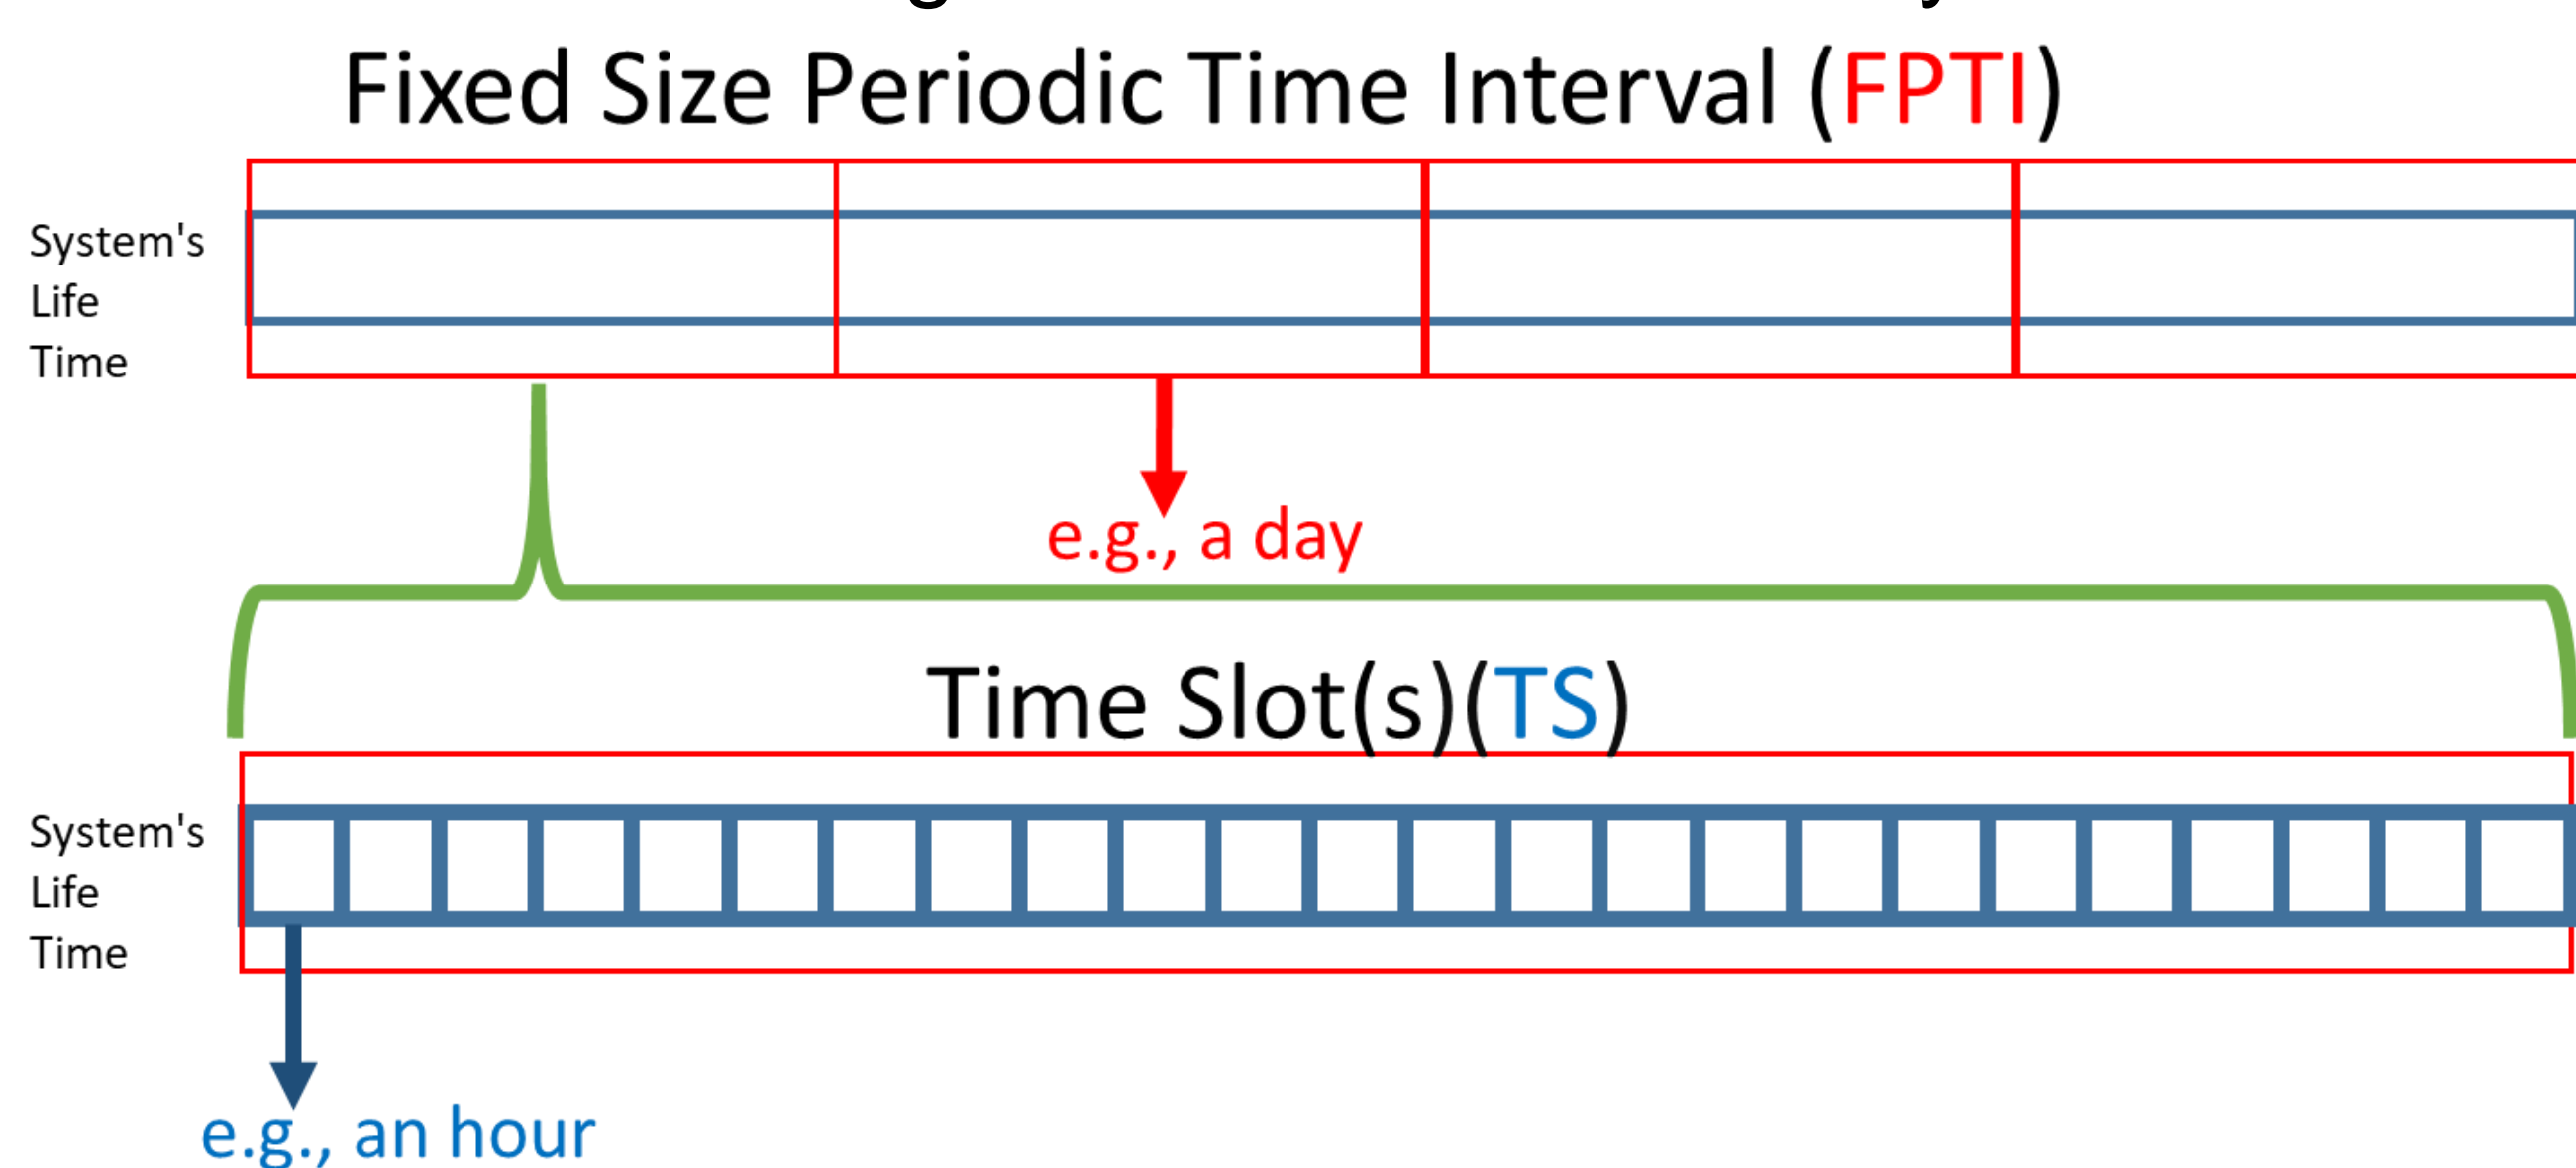 Fixed Size Periodic Time Interval (FPTI)
System's
Life
Time
e.g., a day
Time Slot(s)(TS)
System's
Life
Time
e.g., an hour